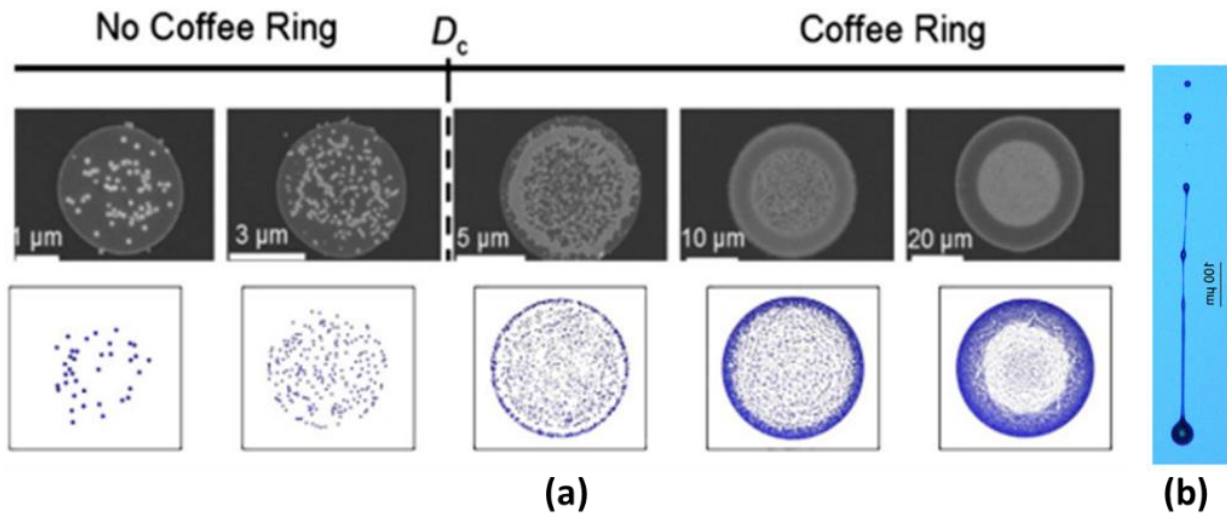 No Coffee Ring
Dc
Coffee Ring
1 μm
3 μm
5 μm
10 μm
20 μm
100 μm
(a)
(b)